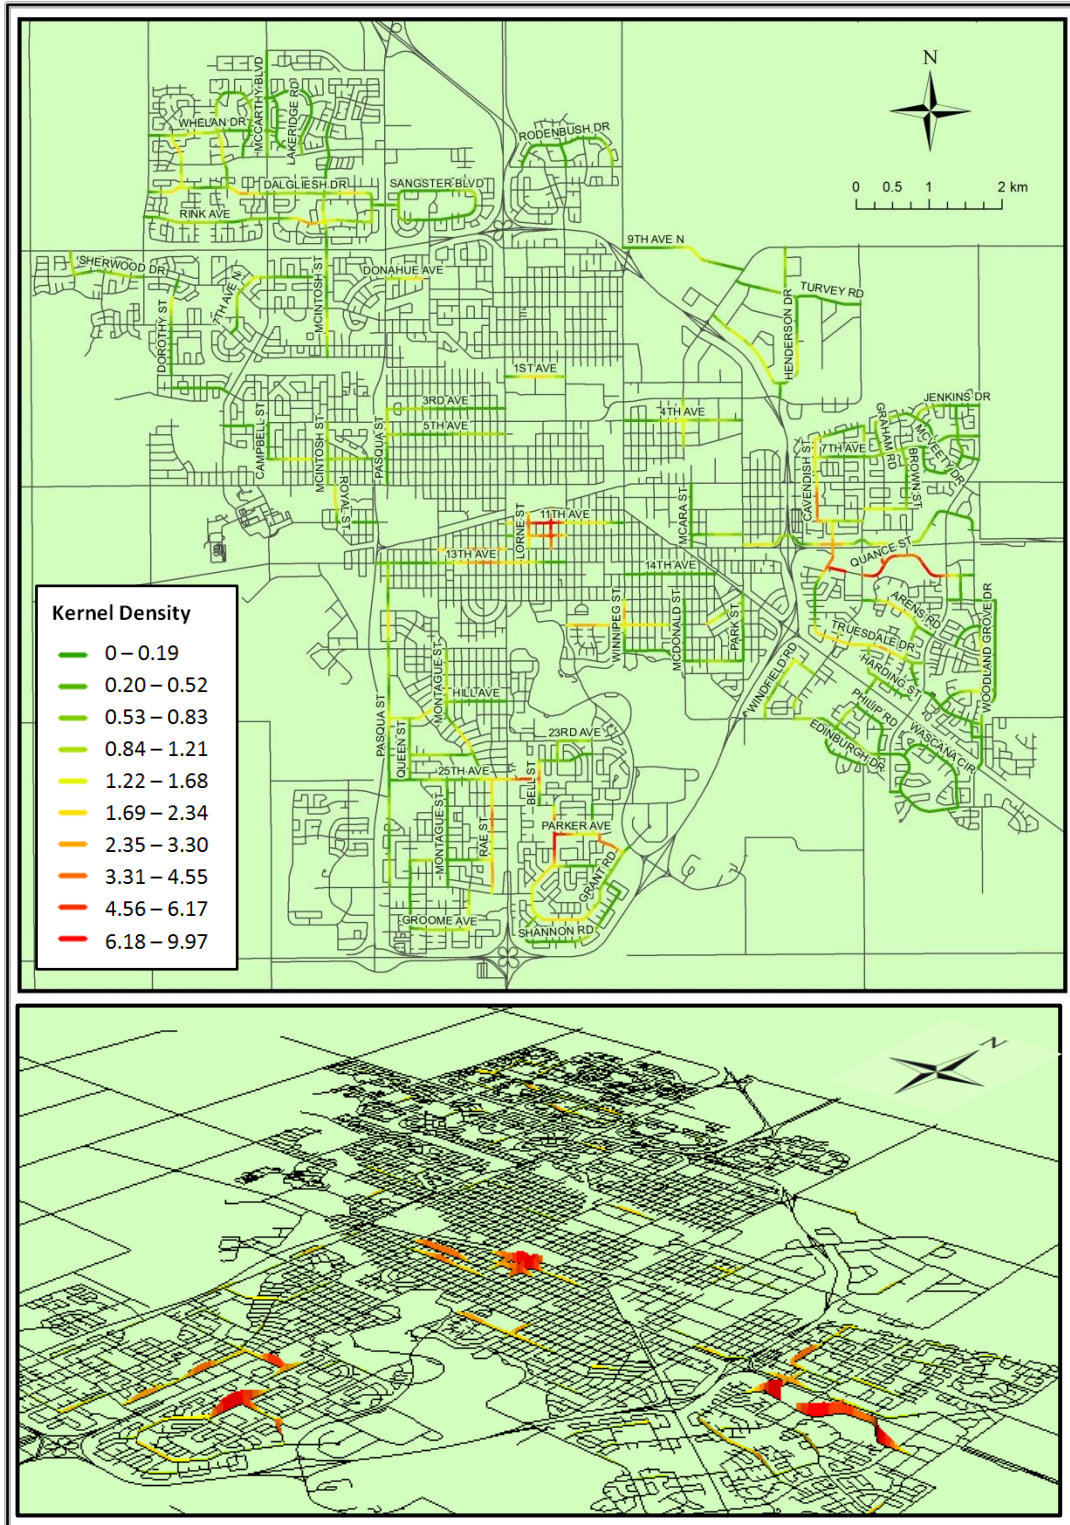 N
0 0.5 1 2 km
MCCARTHY BLVD
LAKERIDGE RD
WHELAN DR
RODENBUSH DR
DALGLIESH DR
SANGSTER BLVD
RINK AVE
9TH AVE N
SHERWOOD DR
DONAHUE AVE
7TH AVE N
MCINTOSH ST
TURVEY RD
HENDERSON DR
DOROTHY ST
1ST AVE
3RD AVE
4TH AVE
JENKINS DR
5TH AVE
CAMPBELL ST
MCINTOSH ST
PASQUA ST
GRAHAM RD
MCVEETY DR
7TH AVE
BROWN ST
CAVENDISH ST
ROYAL ST
LORNE ST
11TH AVE
MCARA ST
QUANCE ST
13TH AVE
14TH AVE
ARENS RD
WINNIPEG ST
MCDONALD ST
PARK ST
WOODLAND GROVE DR
TRUESDALE DR
HARDING ST
WINDFIELD RD
MONTAGUE ST
HILL AVE
PHILIP RD
PASQUA ST
QUEEN ST
23RD AVE
EDINBURGH DR
WASCANA CIR
25TH AVE
BELL ST
MONTAGUE ST
RAE ST
PARKER AVE
GRANT RD
GROOME AVE
SHANNON RD
Kernel Density
0 – 0.19
0.20 – 0.52
0.53 – 0.83
0.84 – 1.21
1.22 – 1.68
1.69 – 2.34
2.35 – 3.30
3.31 – 4.55
4.56 – 6.17
6.18 – 9.97
N